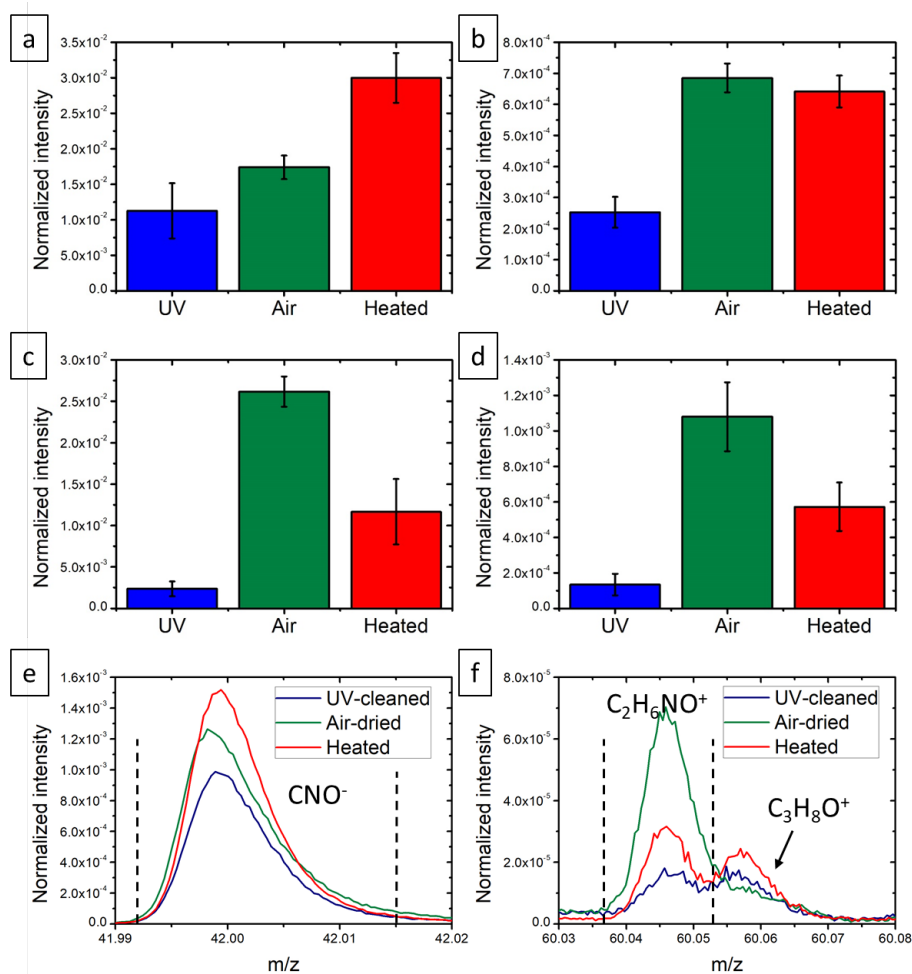 a
Normalized intensity
3.5x10⁻²
3.0x10⁻²
2.5x10⁻²
2.0x10⁻²
1.5x10⁻²
1.0x10⁻²
5.0x10⁻³
0.0
UV Air Heated
b
Normalized intensity
8.0x10⁻⁴
7.0x10⁻⁴
6.0x10⁻⁴
5.0x10⁻⁴
4.0x10⁻⁴
3.0x10⁻⁴
2.0x10⁻⁴
1.0x10⁻⁴
0.0
UV Air Heated
c
Normalized intensity
3.0x10⁻²
2.5x10⁻²
2.0x10⁻²
1.5x10⁻²
1.0x10⁻²
5.0x10⁻³
0.0
UV Air Heated
d
Normalized intensity
1.4x10⁻³
1.2x10⁻³
1.0x10⁻³
8.0x10⁻⁴
6.0x10⁻⁴
4.0x10⁻⁴
2.0x10⁻⁴
0.0
UV Air Heated
e
Normalized intensity
1.6x10⁻³
1.4x10⁻³
1.2x10⁻³
1.0x10⁻³
8.0x10⁻⁴
6.0x10⁻⁴
4.0x10⁻⁴
2.0x10⁻⁴
0.0
UV-cleaned
Air-dried
Heated
CNO⁻
41.99 42.00 42.01 42.02
m/z
f
Normalized intensity
8.0x10⁻⁵
6.0x10⁻⁵
4.0x10⁻⁵
2.0x10⁻⁵
0.0
C₂H₆NO⁺
UV-cleaned
Air-dried
Heated
C₃H₈O⁺
60.03 60.04 60.05 60.06 60.07 60.08
m/z